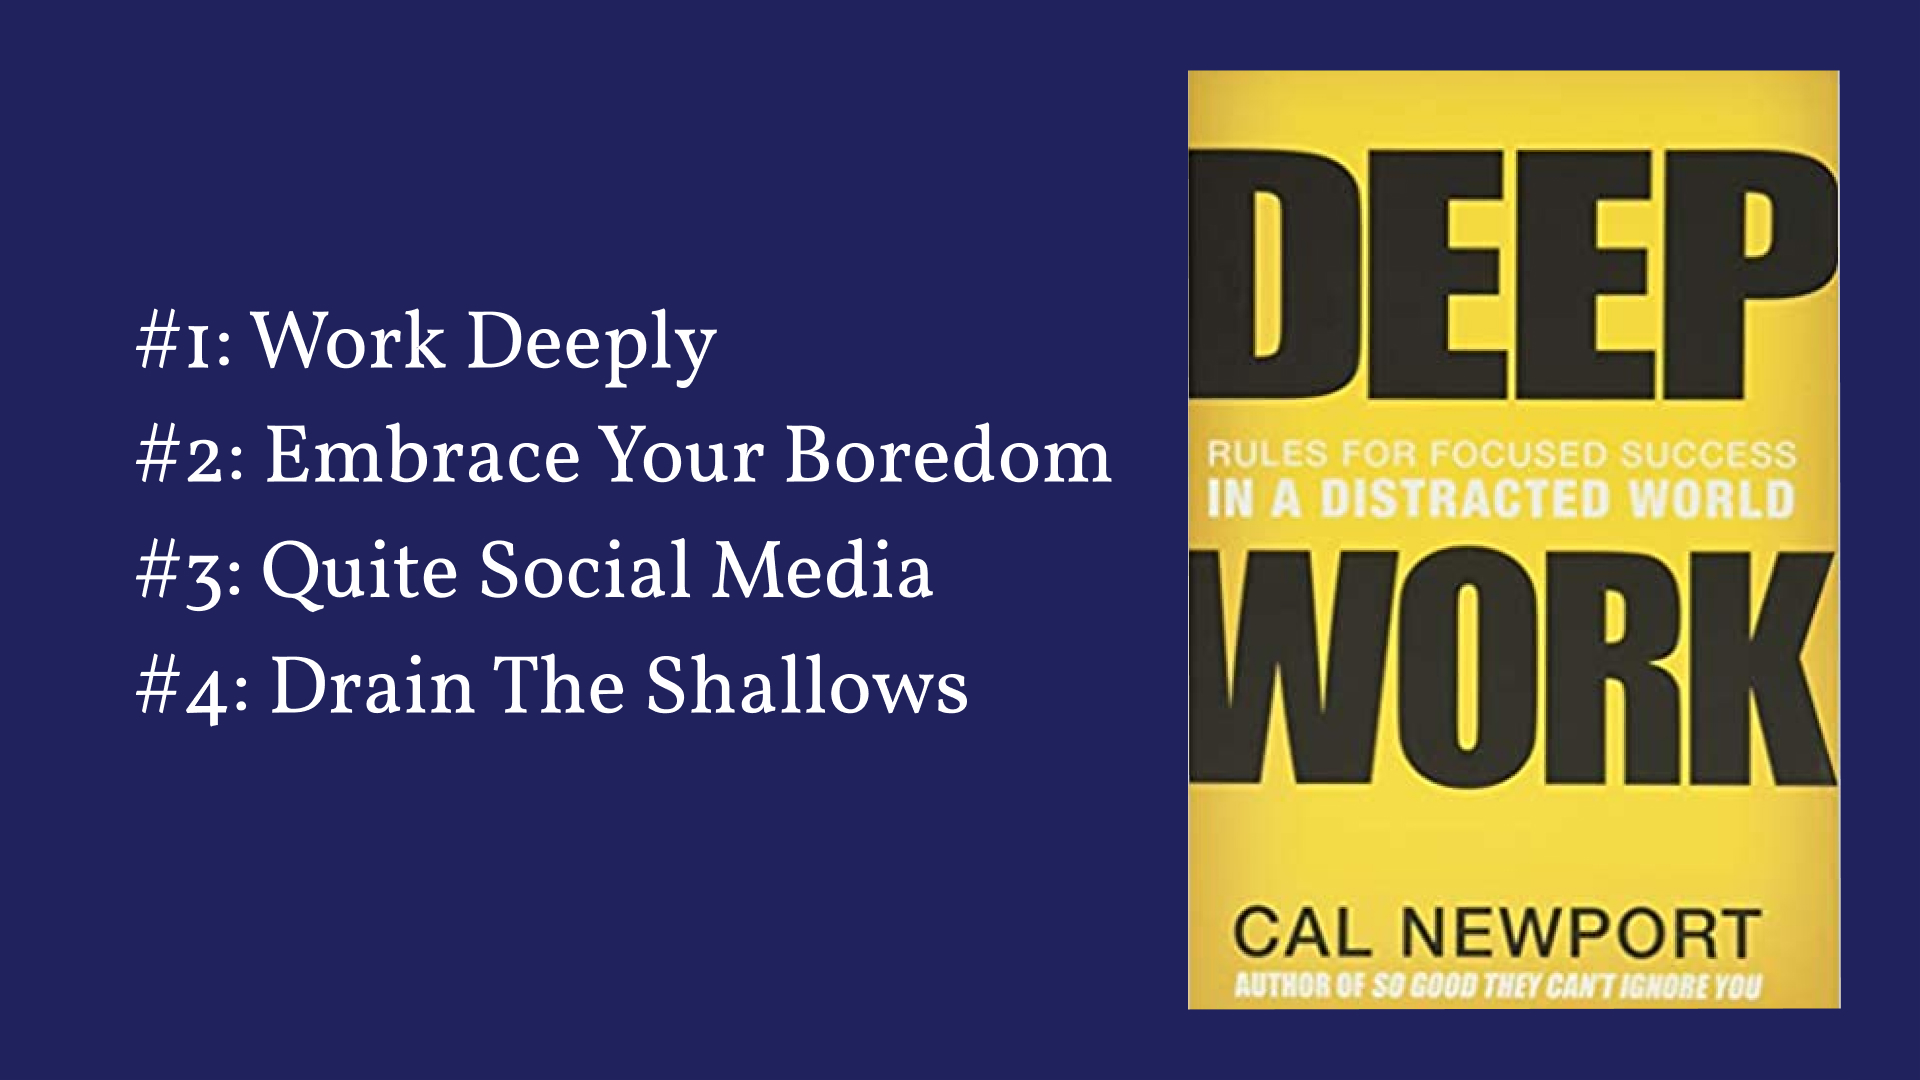 #1: Work Deeply
#2: Embrace Your Boredom
#3: Quite Social Media
#4: Drain The Shallows
DEEP
RULES FOR FOCUSED SUCCESS
IN A DISTRACTED WORLD
WORK
CAL NEWPORT
AUTHOR OF SO GOOD THEY CAN'T IGNORE YOU